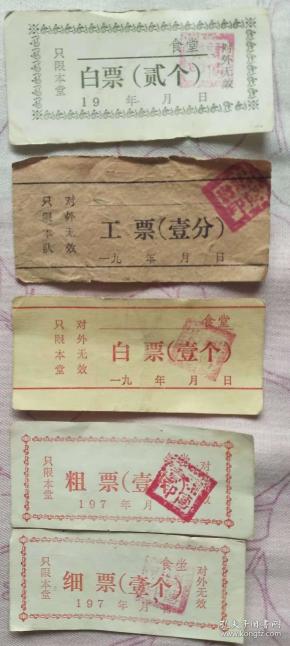 食堂
只限本堂
白票（贰个）
对外无效
19 年 月 日
对外无效
只限本队
工票（壹分）
一九 年 月 日
食堂
对外无效
只限本堂
白票（壹个）
一九 年 月 日
只限本堂
粗票（壹
对
197 年 月
食堂
只限本堂
细票（壹个）
对外无效
197 年 月